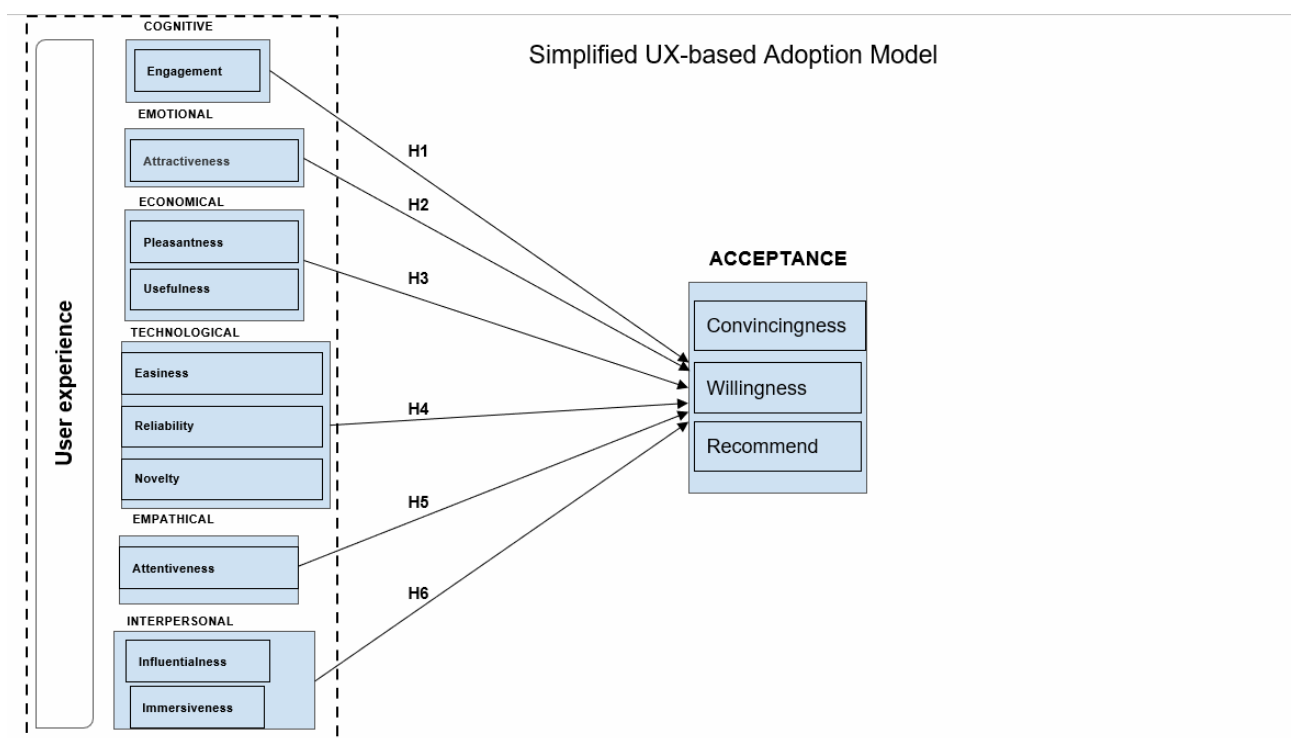 Simplified UX-based Adoption Model
User experience
COGNITIVE
Engagement
EMOTIONAL
Attractiveness
ECONOMICAL
Pleasantness
Usefulness
TECHNOLOGICAL
Easiness
Reliability
Novelty
EMPATHICAL
Attentiveness
INTERPERSONAL
Influentialness
Immersiveness
H1
H2
H3
H4
H5
H6
ACCEPTANCE
Convincingness
Willingness
Recommend